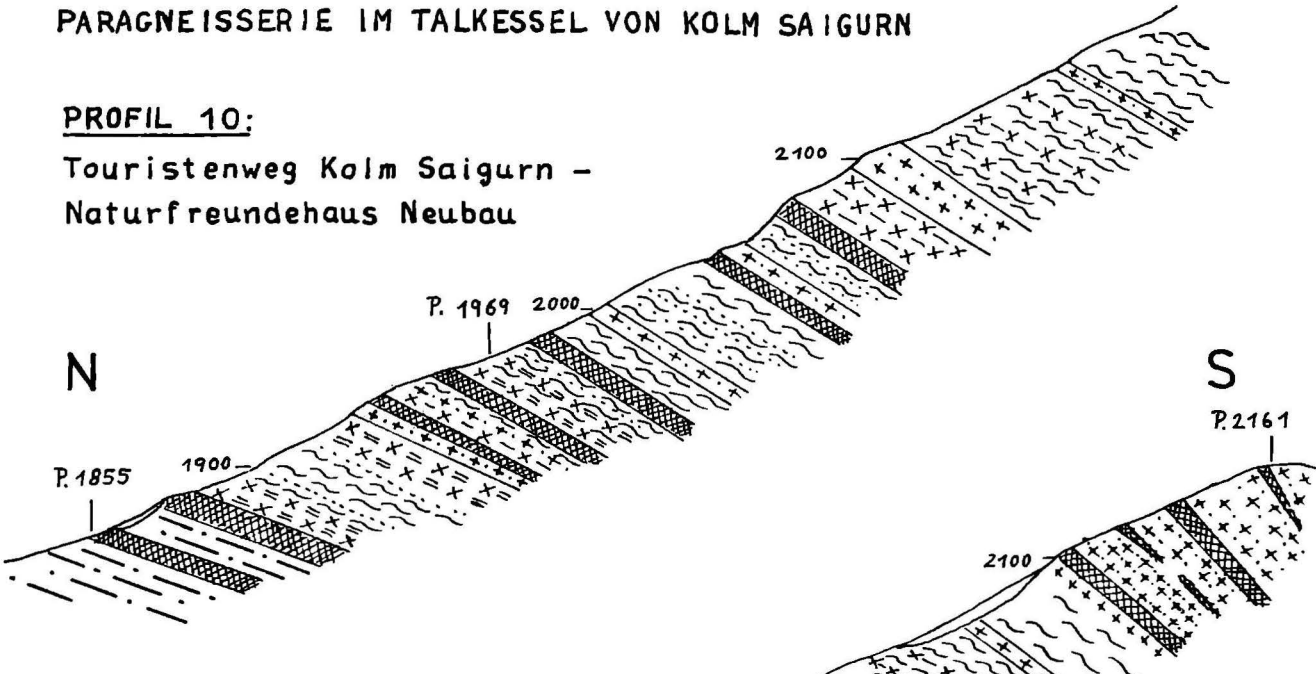 PARAGNEISSERIE IM TALKESSEL VON KOLM SAIGURN
PROFIL 10:
Touristenweg Kolm Saigurn –
Naturfreundehaus Neubau
2100
P. 1969
2000
N
S
P. 2161
P. 1855
1900
2100